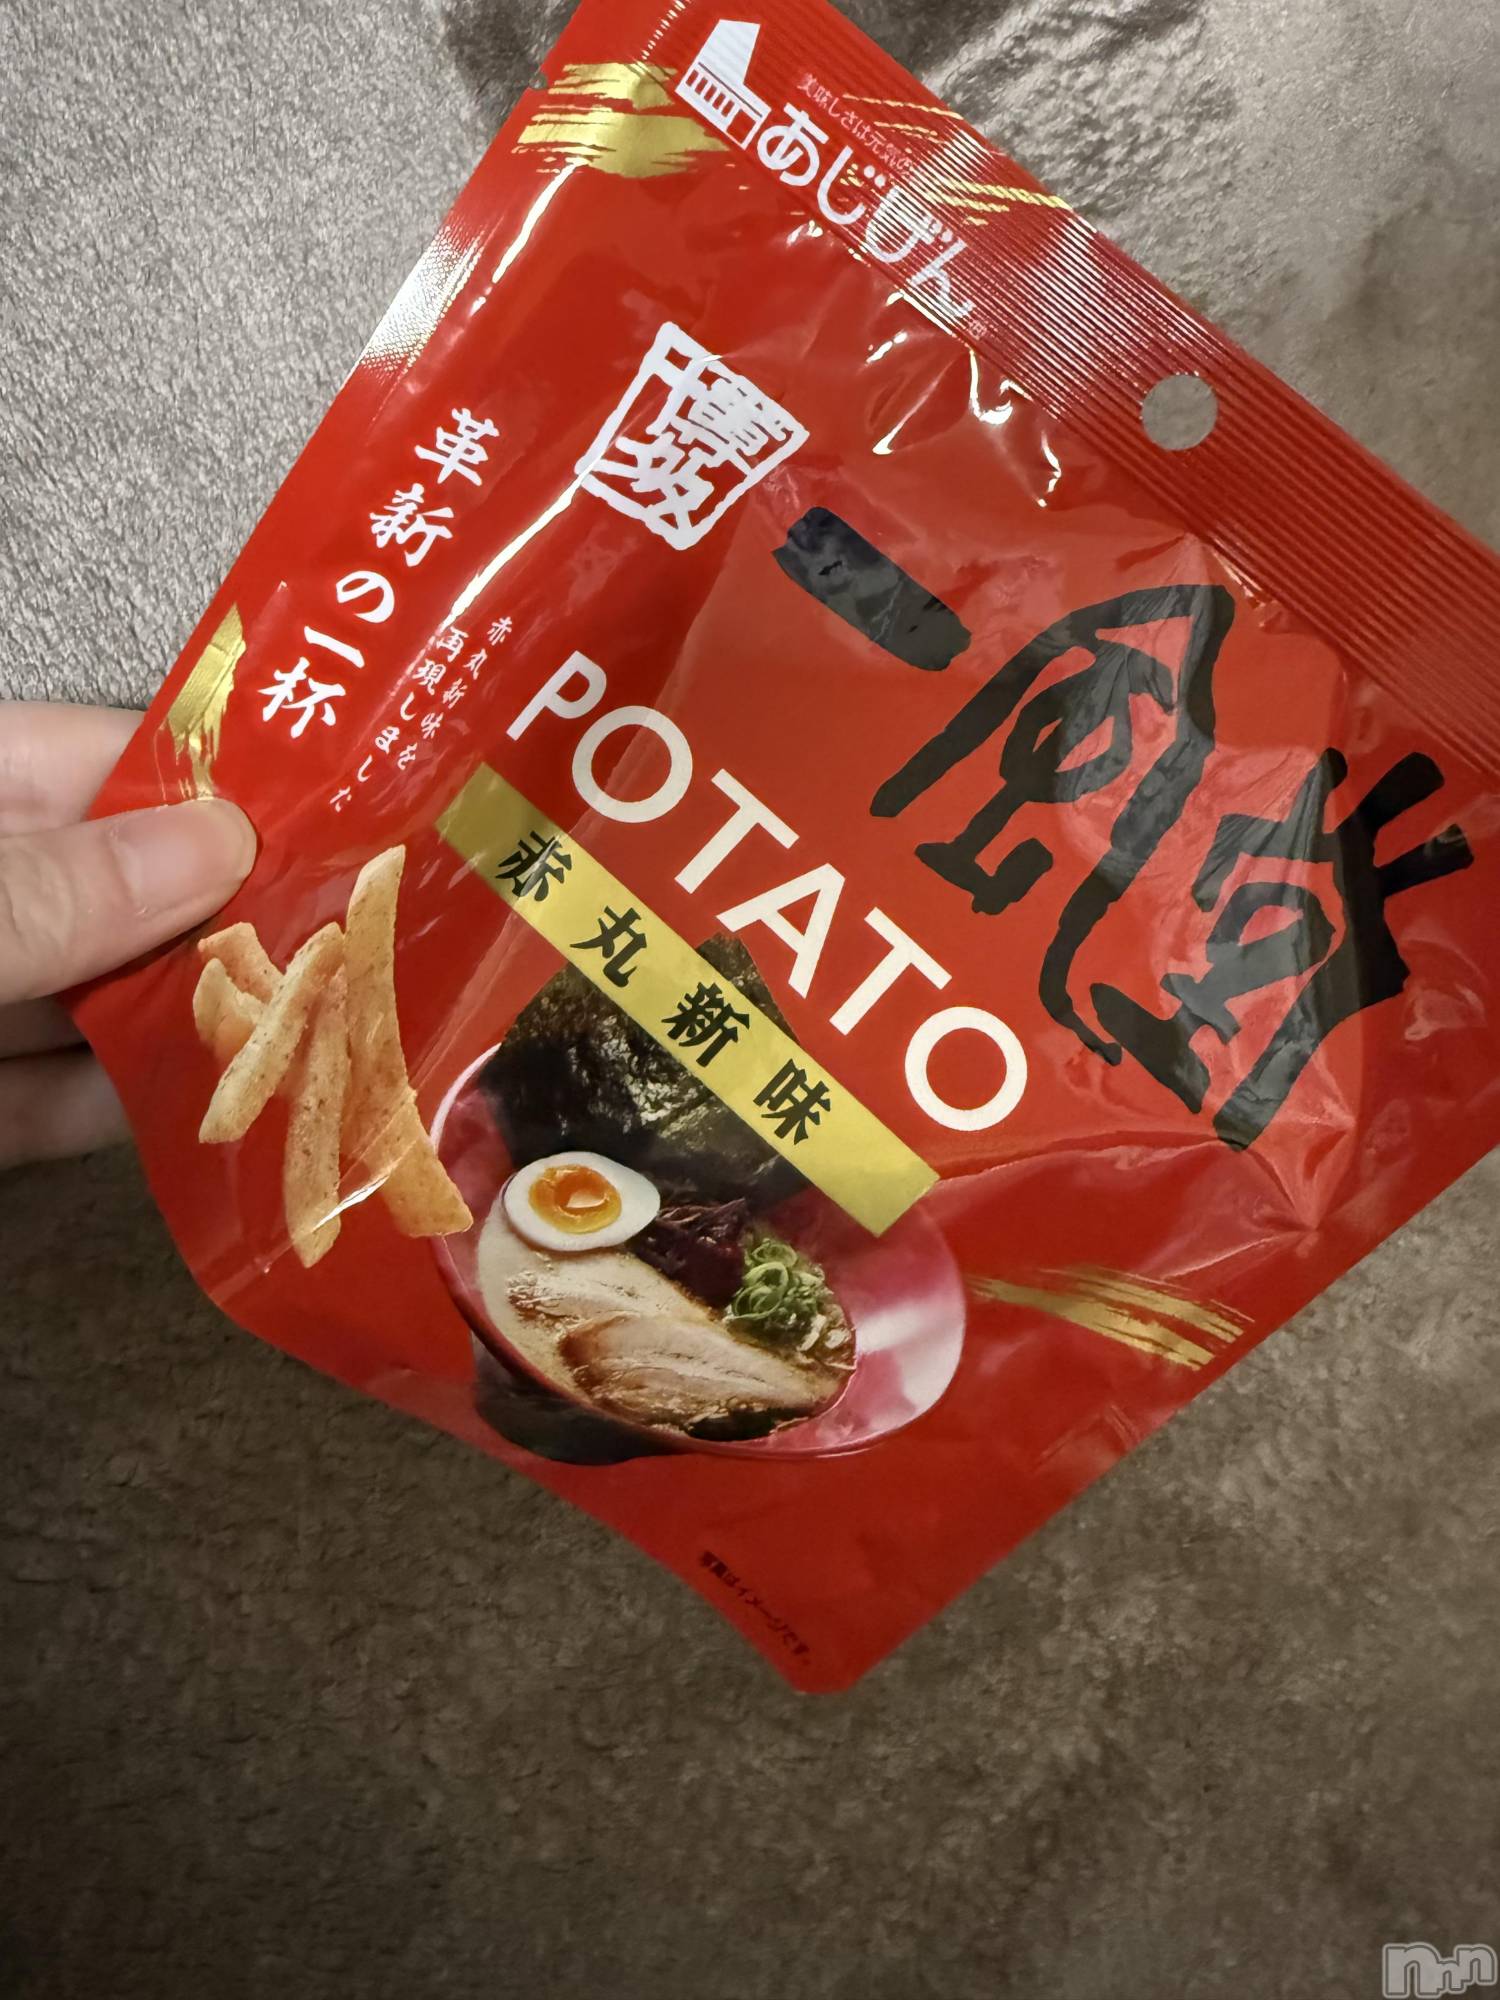 美味しさは元気の
あじげん
博多
一風堂
POTATO
赤丸新味
革新の一杯
赤丸新味を
再現しました
写真はイメージです。